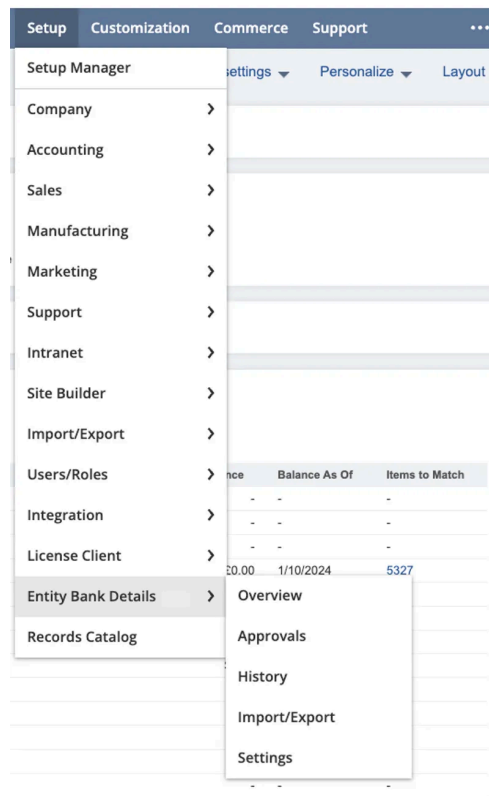 Setup Customization Commerce Support ...
Setup Manager
settings Personalize Layout
Company
Accounting
Sales
Manufacturing
Marketing
Support
Intranet
Site Builder
Import/Export
Users/Roles
nce Balance As Of Items to Match
- - -
- - -
Integration
- - -
License Client
£0.00 1/10/2024 5327
Entity Bank Details
Overview
Records Catalog
Approvals
History
Import/Export
Settings
- - -